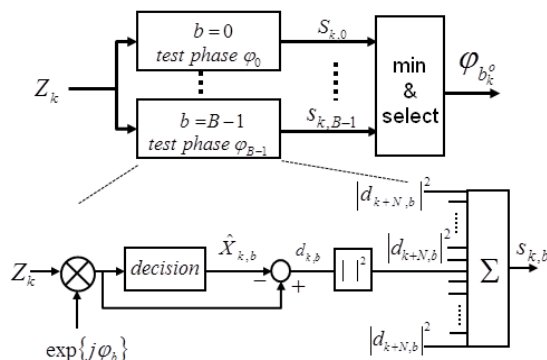 b=0
test phase φ_0
S_{k,0}
Z_k
min
&
select
φ_{b_k^o}
b=B-1
test phase φ_{B-1}
s_{k,B-1}
|d_{k+N,b}|^2
Z_k
decision
X̂_{k,b}
−
+
d_{k,b}
| |^2
|d_{k+N,b}|^2
Σ
s_{k,b}
exp{jφ_b}
|d_{k+N,b}|^2